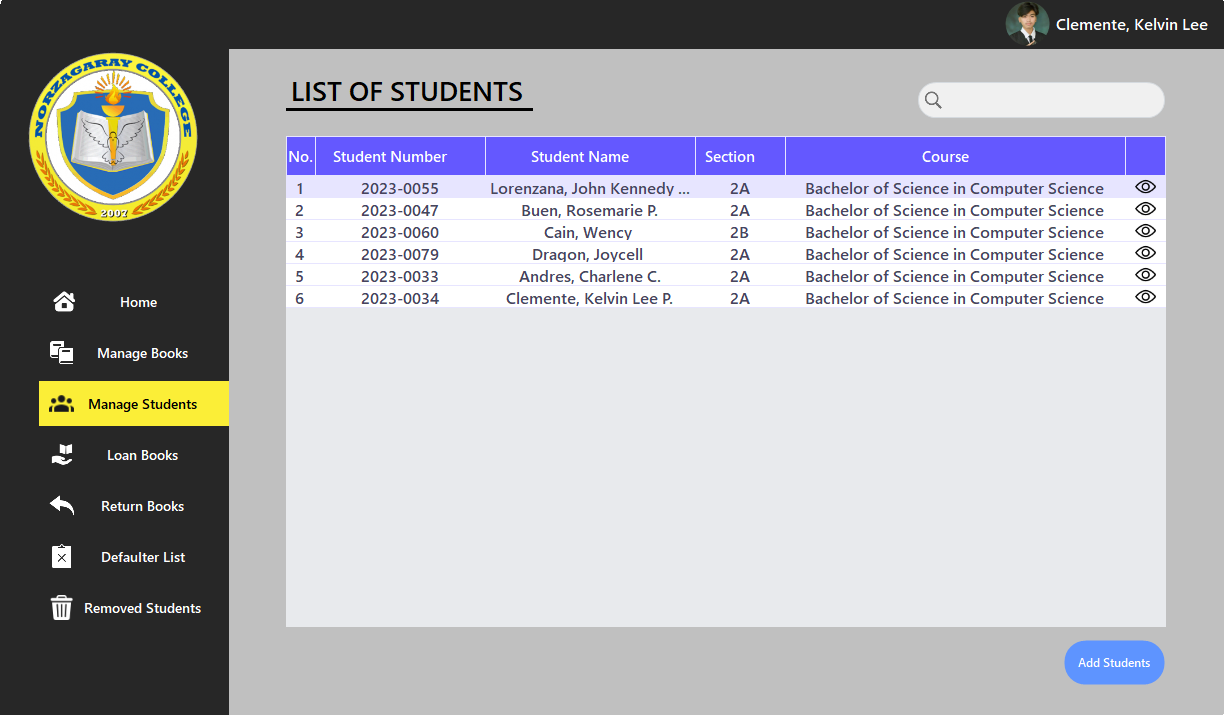 Clemente, Kelvin Lee
NORZAGARAY COLLEGE
2007
Home
Manage Books
Manage Students
Loan Books
Return Books
Defaulter List
Removed Students
LIST OF STUDENTS
No. Student Number Student Name Section Course
1 2023-0055 Lorenzana, John Kennedy ... 2A Bachelor of Science in Computer Science
2 2023-0047 Buen, Rosemarie P. 2A Bachelor of Science in Computer Science
3 2023-0060 Cain, Wency 2B Bachelor of Science in Computer Science
4 2023-0079 Dragon, Joycell 2A Bachelor of Science in Computer Science
5 2023-0033 Andres, Charlene C. 2A Bachelor of Science in Computer Science
6 2023-0034 Clemente, Kelvin Lee P. 2A Bachelor of Science in Computer Science
Add Students